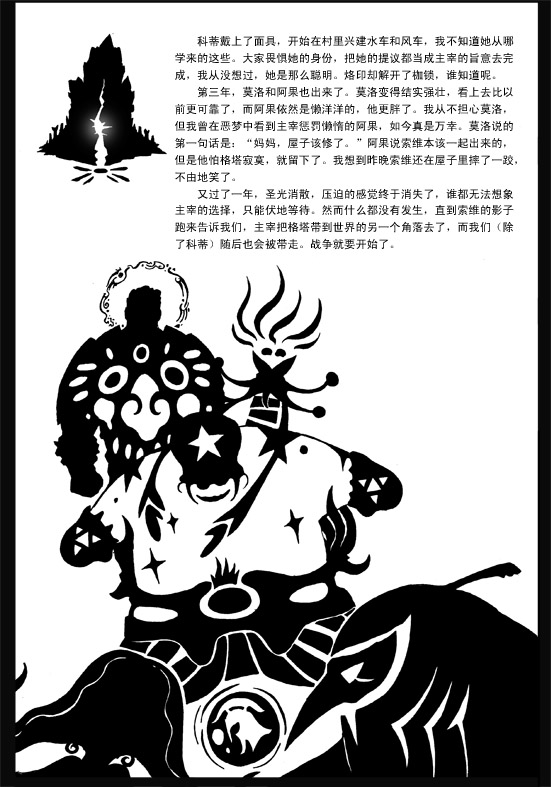 科蒂戴上了面具，开始在村里兴建水车和风车，我不知道她从哪
学来的这些。大家畏惧她的身份，把她的提议都当成主宰的旨意去完
成，我从没想过，她是那么聪明。烙印却解开了枷锁，谁知道呢。
第三年，莫洛和阿果也出来了。莫洛变得结实强壮，看上去比以
前更可靠了，而阿果依然是懒洋洋的，他更胖了。我从不担心莫洛，
但我曾在恶梦中看到主宰惩罚懒惰的阿果，如今真是万幸。莫洛说的
第一句话是：“妈妈，屋子该修了。”阿果说索维本该一起出来的，
但是他怕格塔寂寞，就留下了。我想到昨晚索维还在屋子里摔了一跤，
不由地笑了。
又过了一年，圣光消散，压迫的感觉终于消失了，谁都无法想象
主宰的选择，只能伏地等待。然而什么都没有发生，直到索维的影子
跑来告诉我们，主宰把格塔带到世界的另一个角落去了，而我们（除
了科蒂）随后也会被带走。战争就要开始了。